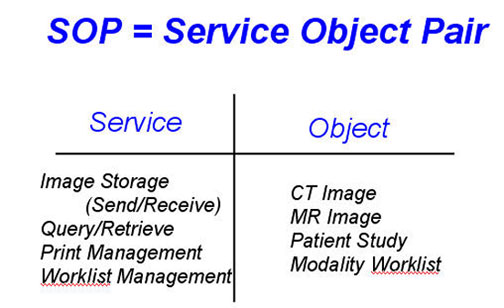 SOP = Service Object Pair
Service
Object
Image Storage
(Send/Receive)
Query/Retrieve
Print Management
Worklist Management
CT Image
MR Image
Patient Study
Modality Worklist